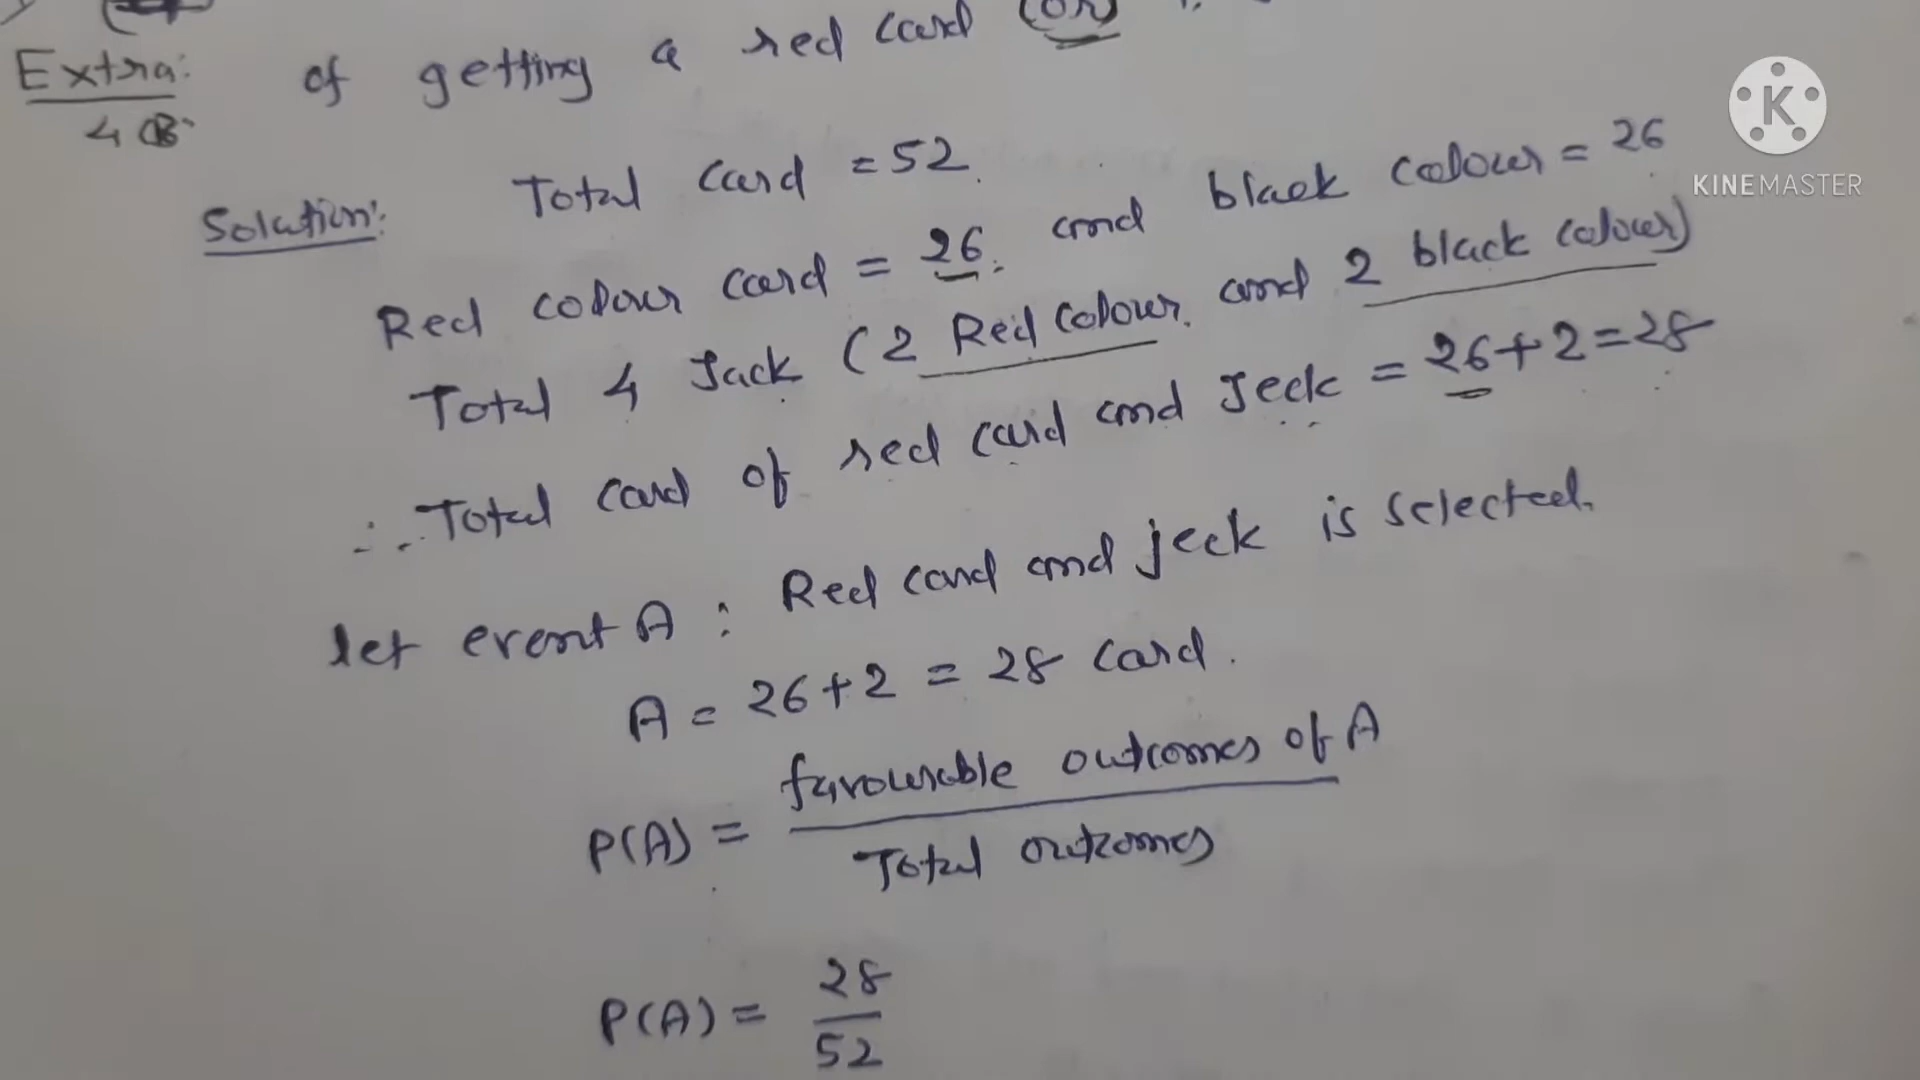 Extra: of getting a red card (or)
4 B
Solution: Total card = 52.
Red colour card = 26. and black colour = 26
Total 4 Jack (2 Red colour. and 2 black colour)
∴ Total card of red card and Jeck = 26+2=28
let event A : Red card and jeck is selected.
A = 26+2 = 28 card.
P(A) = favourable outcomes of A
Total outcomes
P(A) = 28
52
K
KINEMASTER